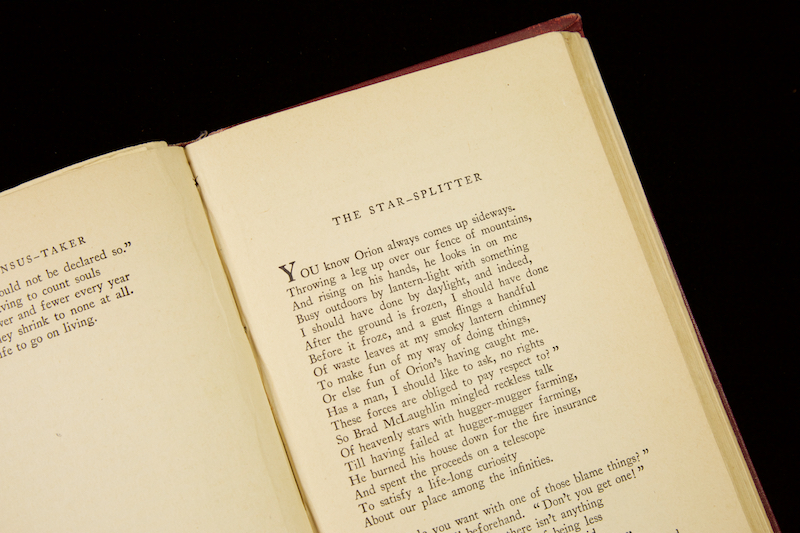 NSUS-TAKER
ould not be declared so.”
ving to count souls
wer and fewer every year
ey shrink to none at all.
ife to go on living.
THE STAR-SPLITTER
YOU know Orion always comes up sideways.
Throwing a leg up over our fence of mountains,
And rising on his hands, he looks in on me
Busy outdoors by lantern-light with something
I should have done by daylight, and indeed,
After the ground is frozen, I should have done
Before it froze, and a gust flings a handful
Of waste leaves at my smoky lantern chimney
To make fun of my way of doing things,
Or else fun of Orion's having caught me.
Has a man, I should like to ask, no rights
These forces are obliged to pay respect to?”
So Brad McLaughlin mingled reckless talk
Of heavenly stars with hugger-mugger farming,
Till having failed at hugger-mugger farming,
He burned his house down for the fire insurance
And spent the proceeds on a telescope
To satisfy a life-long curiosity
About our place among the infinities.
you want with one of those blame things?”
beforehand. “Don't you get one!”
there isn't anything
of being less